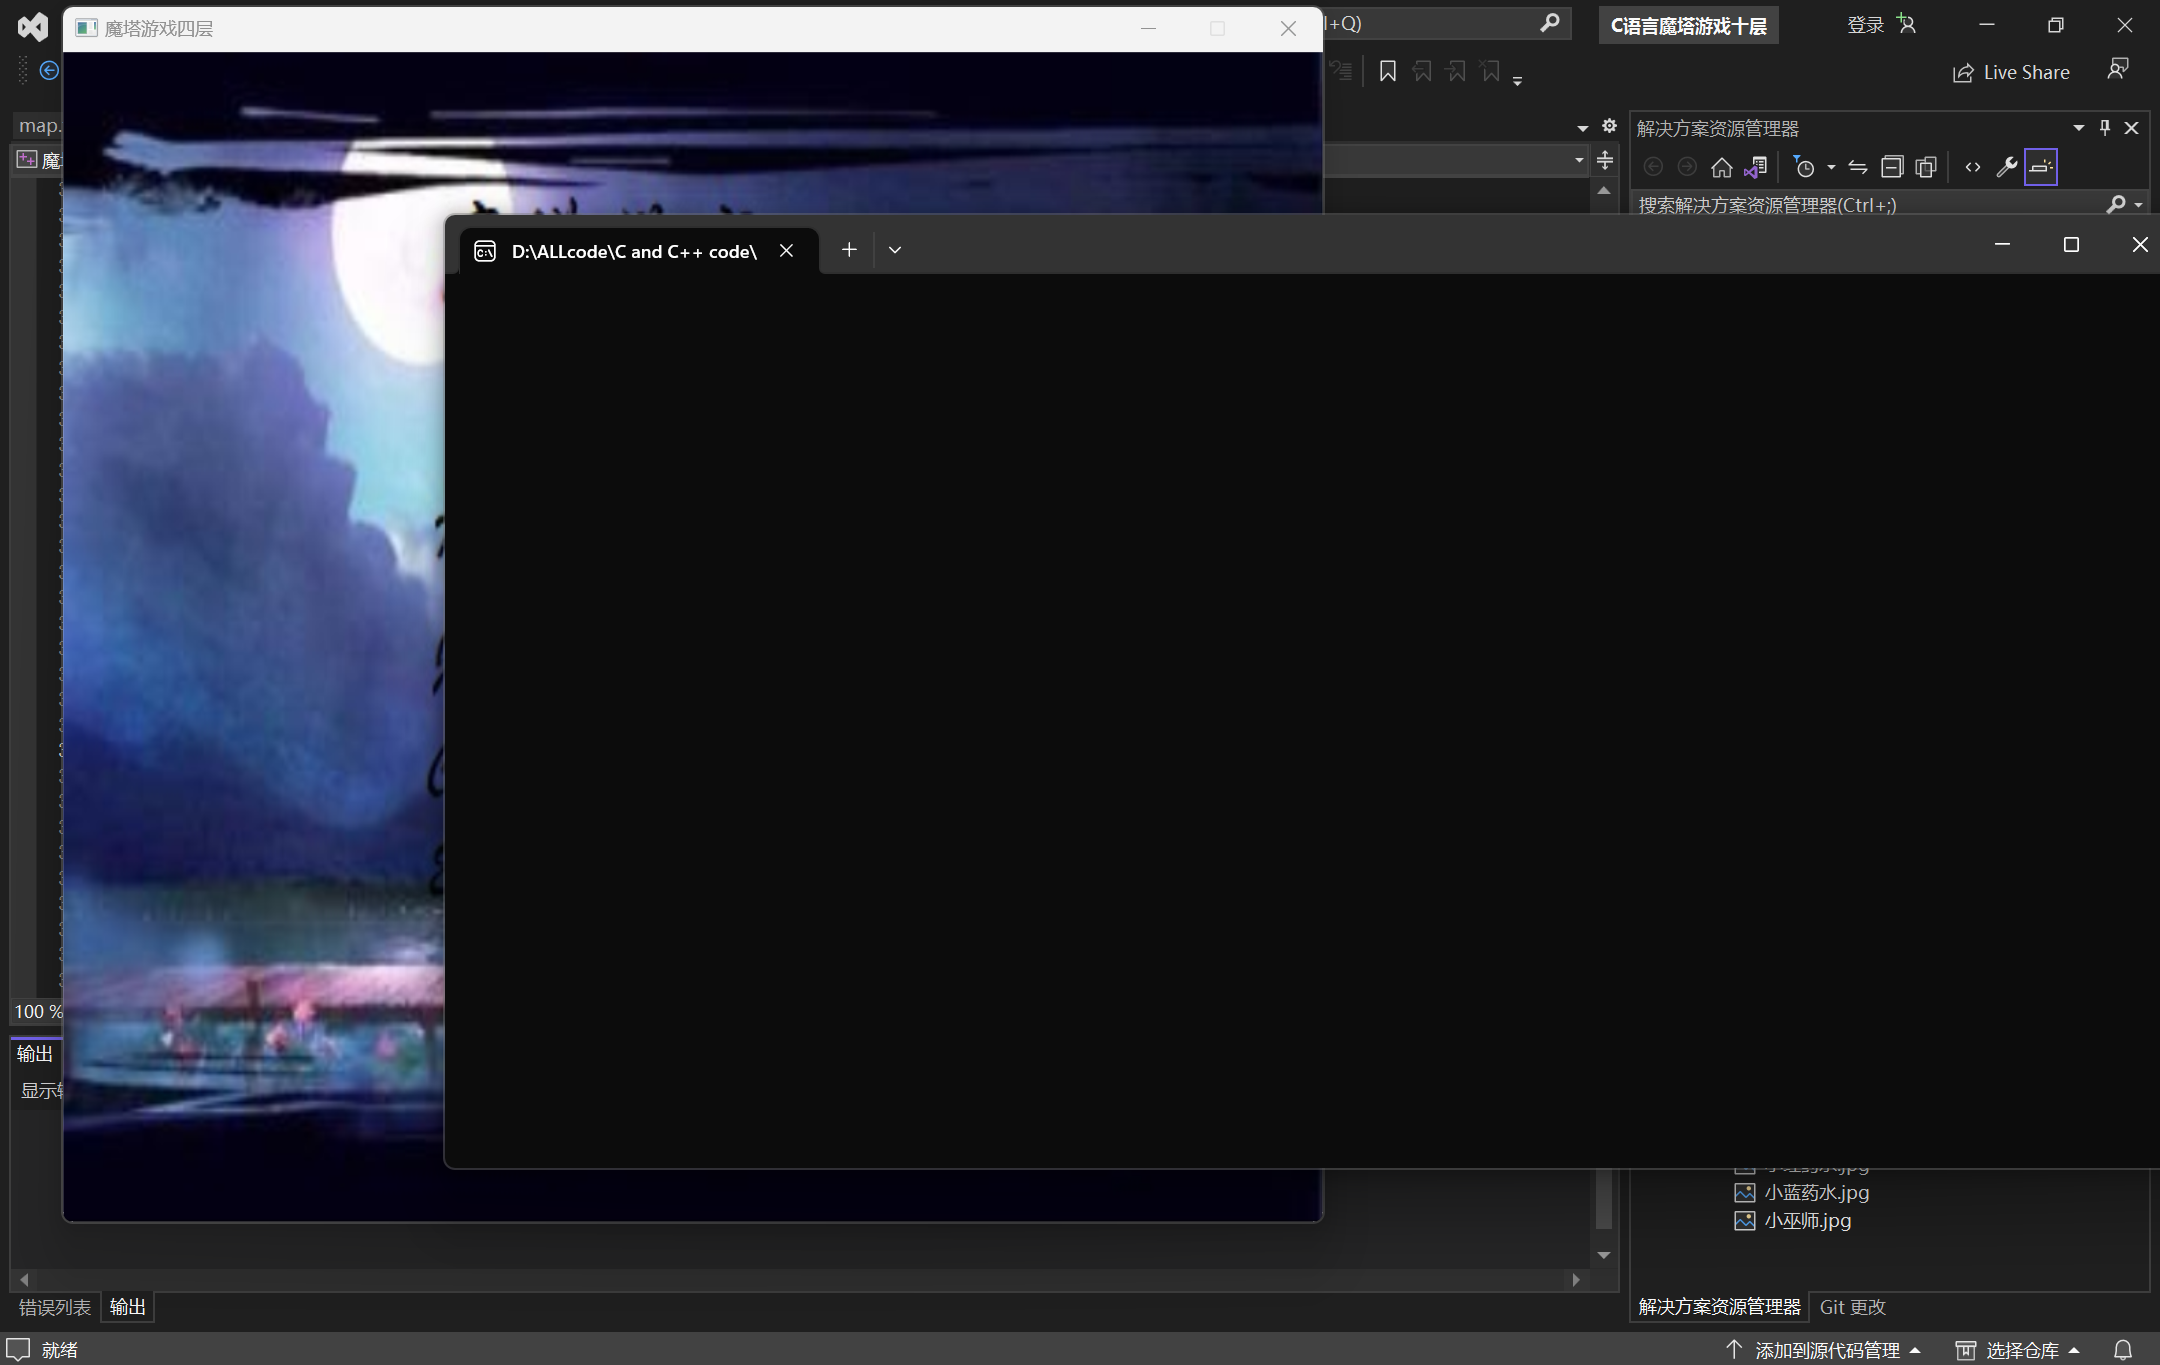 魔塔游戏四层
l+Q)
C语言魔塔游戏十层
登录
Live Share
map.
解决方案资源管理器
搜索解决方案资源管理器(Ctrl+;)
D:\ALLcode\C and C++ code\
100 %
输出
显示
小蓝药水.jpg
小巫师.jpg
错误列表
输出
解决方案资源管理器
Git 更改
就绪
添加到源代码管理
选择仓库